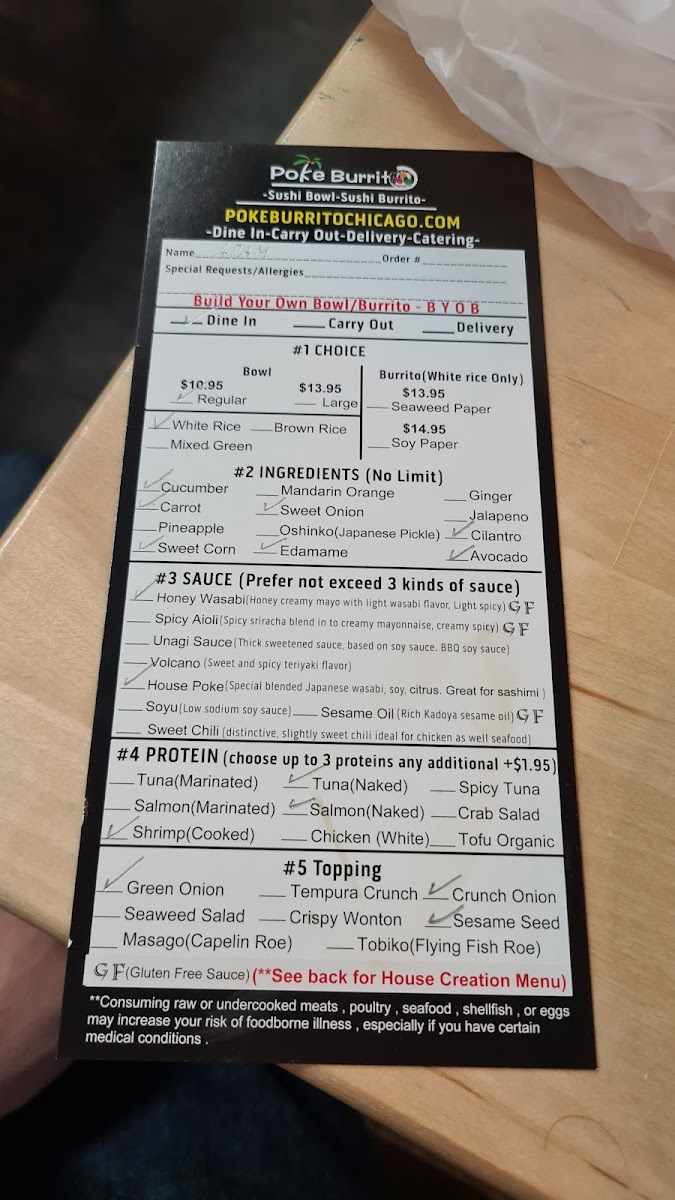 Poke Burrito
-Sushi Bowl-Sushi Burrito-
POKEBURRITOCHICAGO.COM
-Dine In-Carry Out-Delivery-Catering-
Name ADAM Order #
Special Requests/Allergies
Build Your Own Bowl/Burrito - B Y O B
✓ Dine In Carry Out Delivery
#1 CHOICE
Bowl Burrito(White rice Only)
$10.95 $13.95 $13.95
✓ Regular Large Seaweed Paper
✓ White Rice Brown Rice $14.95
Mixed Green Soy Paper
#2 INGREDIENTS (No Limit)
✓ Cucumber Mandarin Orange Ginger
✓ Carrot ✓ Sweet Onion Jalapeno
Pineapple Oshinko(Japanese Pickle) ✓ Cilantro
✓ Sweet Corn ✓ Edamame ✓ Avocado
#3 SAUCE (Prefer not exceed 3 kinds of sauce)
✓ Honey Wasabi(Honey creamy mayo with light wasabi flavor, Light spicy) GF
Spicy Aioli(Spicy sriracha blend in to creamy mayonnaise, creamy spicy) GF
Unagi Sauce(Thick sweetened sauce, based on soy sauce. BBQ soy sauce)
Volcano (Sweet and spicy teriyaki flavor)
✓ House Poke(Special blended Japanese wasabi, soy, citrus. Great for sashimi )
Soyu(Low sodium soy sauce) Sesame Oil (Rich Kadoya sesame oil) GF
Sweet Chili (distinctive, slightly sweet chili ideal for chicken as well seafood)
#4 PROTEIN (choose up to 3 proteins any additional +$1.95)
Tuna(Marinated) ✓ Tuna(Naked) Spicy Tuna
Salmon(Marinated) ✓ Salmon(Naked) Crab Salad
✓ Shrimp(Cooked) Chicken (White) Tofu Organic
#5 Topping
✓ Green Onion Tempura Crunch ✓ Crunch Onion
Seaweed Salad Crispy Wonton ✓ Sesame Seed
Masago(Capelin Roe) Tobiko(Flying Fish Roe)
GF(Gluten Free Sauce) (**See back for House Creation Menu)
**Consuming raw or undercooked meats , poultry , seafood , shellfish , or eggs
may increase your risk of foodborne illness , especially if you have certain
medical conditions .